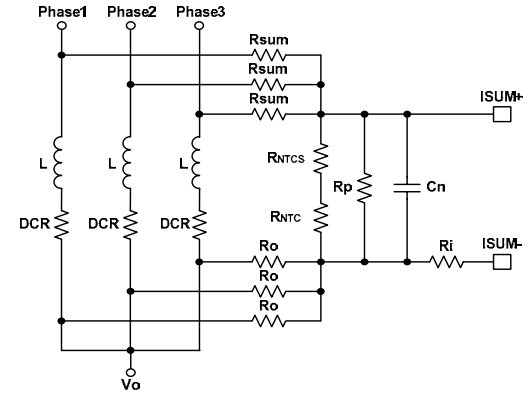 Phase1 Phase2 Phase3
Rsum
Rsum
Rsum
ISUM+
L L L
RNTCS
Rp
Cn
DCR DCR DCR
RNTC
Ro
Ri
ISUM-
Ro
Ro
Vo